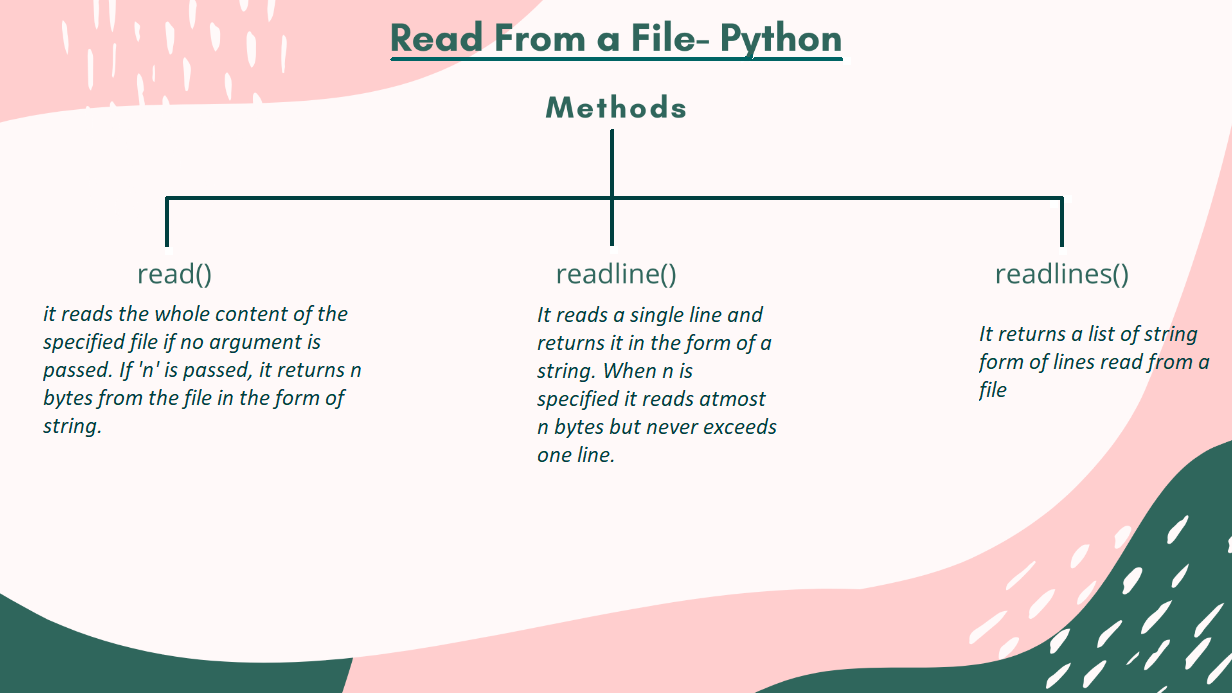 Read From a File- Python
Methods
read()
it reads the whole content of the
specified file if no argument is
passed. If 'n' is passed, it returns n
bytes from the file in the form of
string.
readline()
It reads a single line and
returns it in the form of a
string. When n is
specified it reads atmost
n bytes but never exceeds
one line.
readlines()
It returns a list of string
form of lines read from a
file